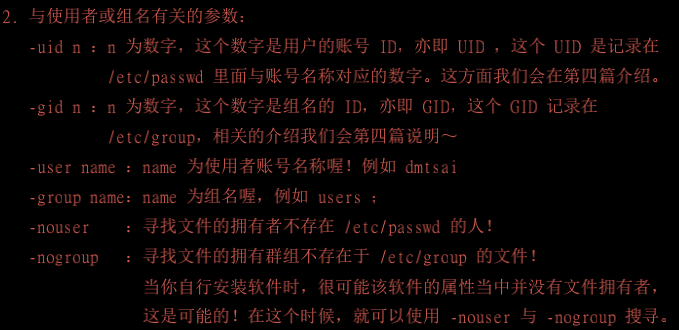 2. 与使用者或组名有关的参数：
-uid n ：n 为数字，这个数字是用户的账号 ID，亦即 UID ，这个 UID 是记录在
/etc/passwd 里面与账号名称对应的数字。这方面我们会在第四篇介绍。
-gid n ：n 为数字，这个数字是组名的 ID，亦即 GID，这个 GID 记录在
/etc/group，相关的介绍我们会第四篇说明～
-user name ：name 为使用者账号名称喔！例如 dmtsai
-group name：name 为组名喔，例如 users ；
-nouser ：寻找文件的拥有者不存在 /etc/passwd 的人！
-nogroup ：寻找文件的拥有群组不存在于 /etc/group 的文件！
当你自行安装软件时，很可能该软件的属性当中并没有文件拥有者，
这是可能的！在这个时候，就可以使用 -nouser 与 -nogroup 搜寻。